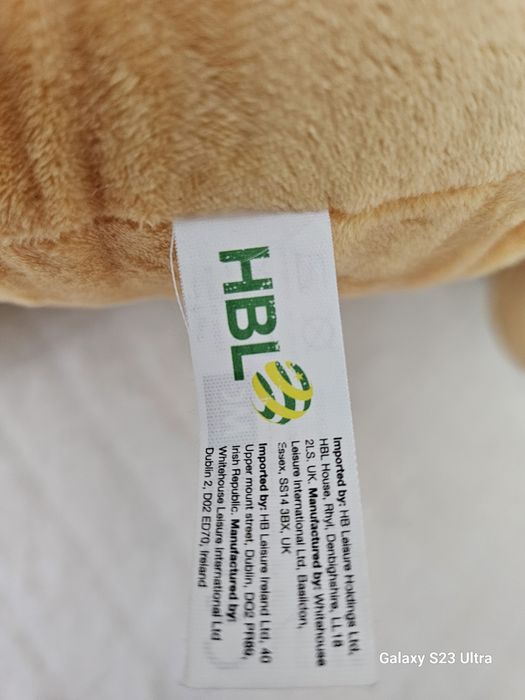 HBL
Imported by: HB Leisure Holdings Ltd,
HBL House, Rhyl, Denbighshire, LL18
2LS. UK. Manufactured by: Whitehouse
Leisure International Ltd, Basildon,
Essex, SS14 3BX, UK
Imported by: HB Leisure Ireland Ltd, 40
Upper mount street, Dublin, DO2 PR89,
Irish Republic. Manufactured by:
Whitehouse Leisure International Ltd
Dublin 2, D02 ED70, Ireland
Galaxy S23 Ultra